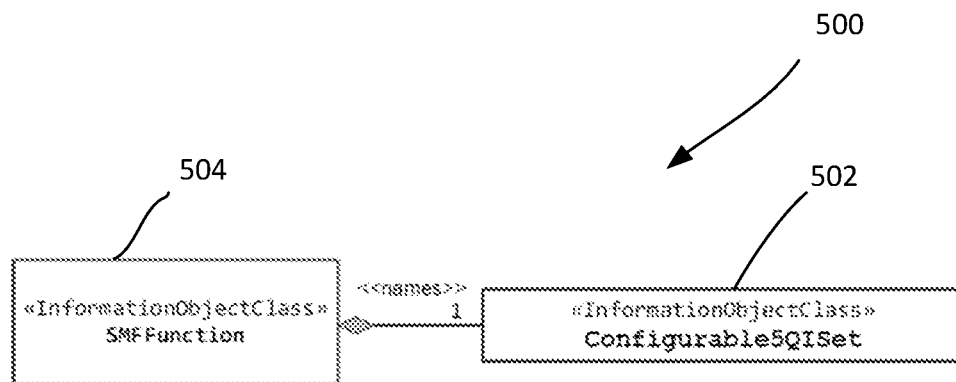 500
504
502
«InformationObjectClass»
SMFFunction
<<names>>
1
«InformationObjectClass»
Configurable5QISet